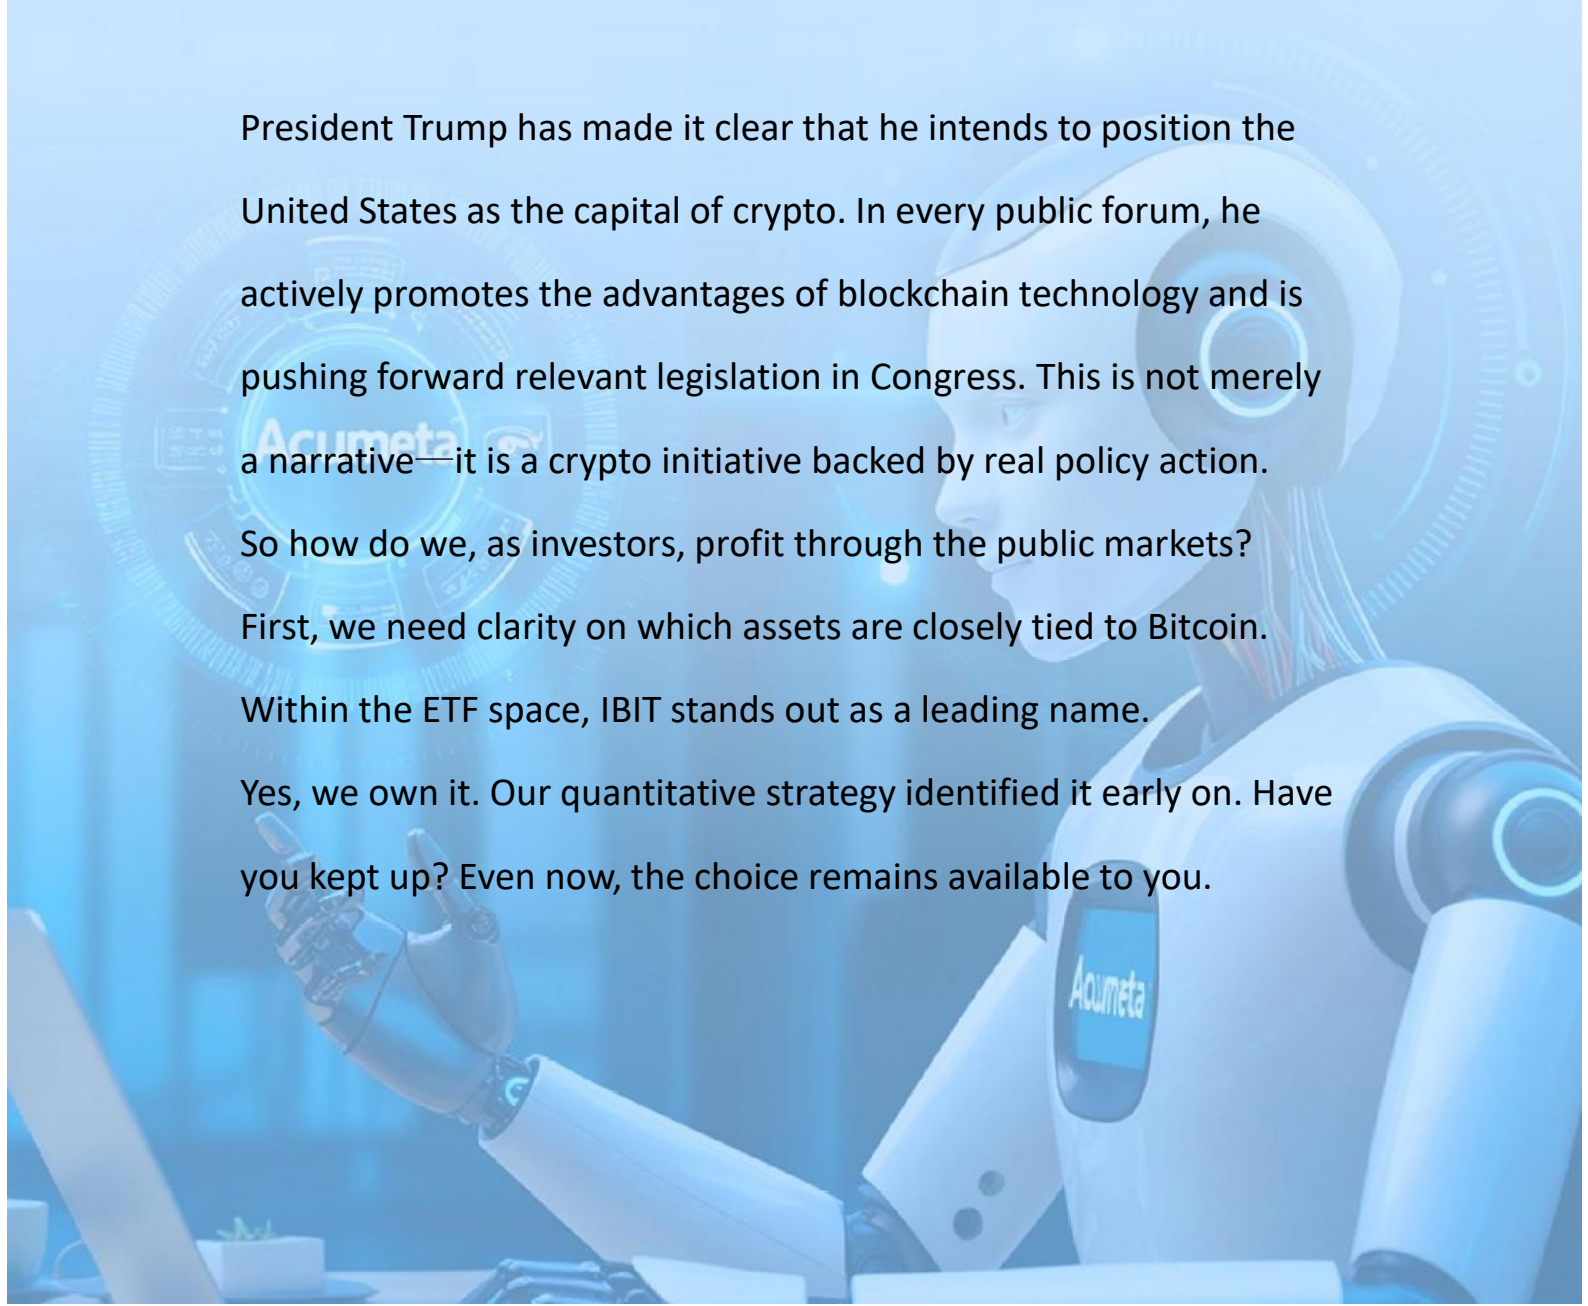 President Trump has made it clear that he intends to position the
United States as the capital of crypto. In every public forum, he
actively promotes the advantages of blockchain technology and is
pushing forward relevant legislation in Congress. This is not merely
Acumeta
a narrative—it is a crypto initiative backed by real policy action.
So how do we, as investors, profit through the public markets?
First, we need clarity on which assets are closely tied to Bitcoin.
Within the ETF space, IBIT stands out as a leading name.
Yes, we own it. Our quantitative strategy identified it early on. Have
you kept up? Even now, the choice remains available to you.
Acumeta